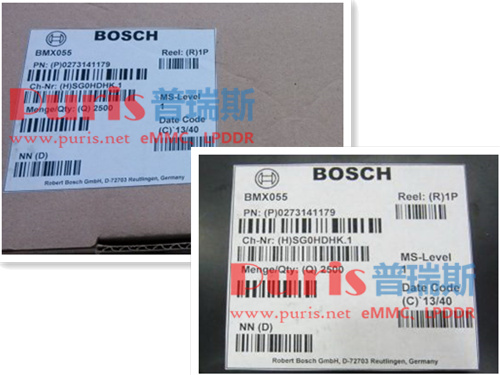 BOSCH
BMX055 Reel: (R)1P
PN: (P)0273141179
Ch-Nr: (H)SG0HDHK.1
MS-Level
Menge/Qty: (Q) 2500 1
Date Code
(C) 13/40
NN (D)
Robert Bosch GmbH, D-72703 Reutlingen, Germany
Puris 普瑞斯
www.puris.net eMMC, LPDDR
BOSCH
BMX055 Reel: (R)1P
PN: (P)0273141179
Ch-Nr: (H)SG0HDHK.1
MS-Level
Menge/Qty: (Q) 2500 1
Date Code
(C) 13/40
NN (D)
Robert Bosch GmbH, D-72703 Reutlingen, Germany
Puris 普瑞斯
www.puris.net eMMC, LPDDR